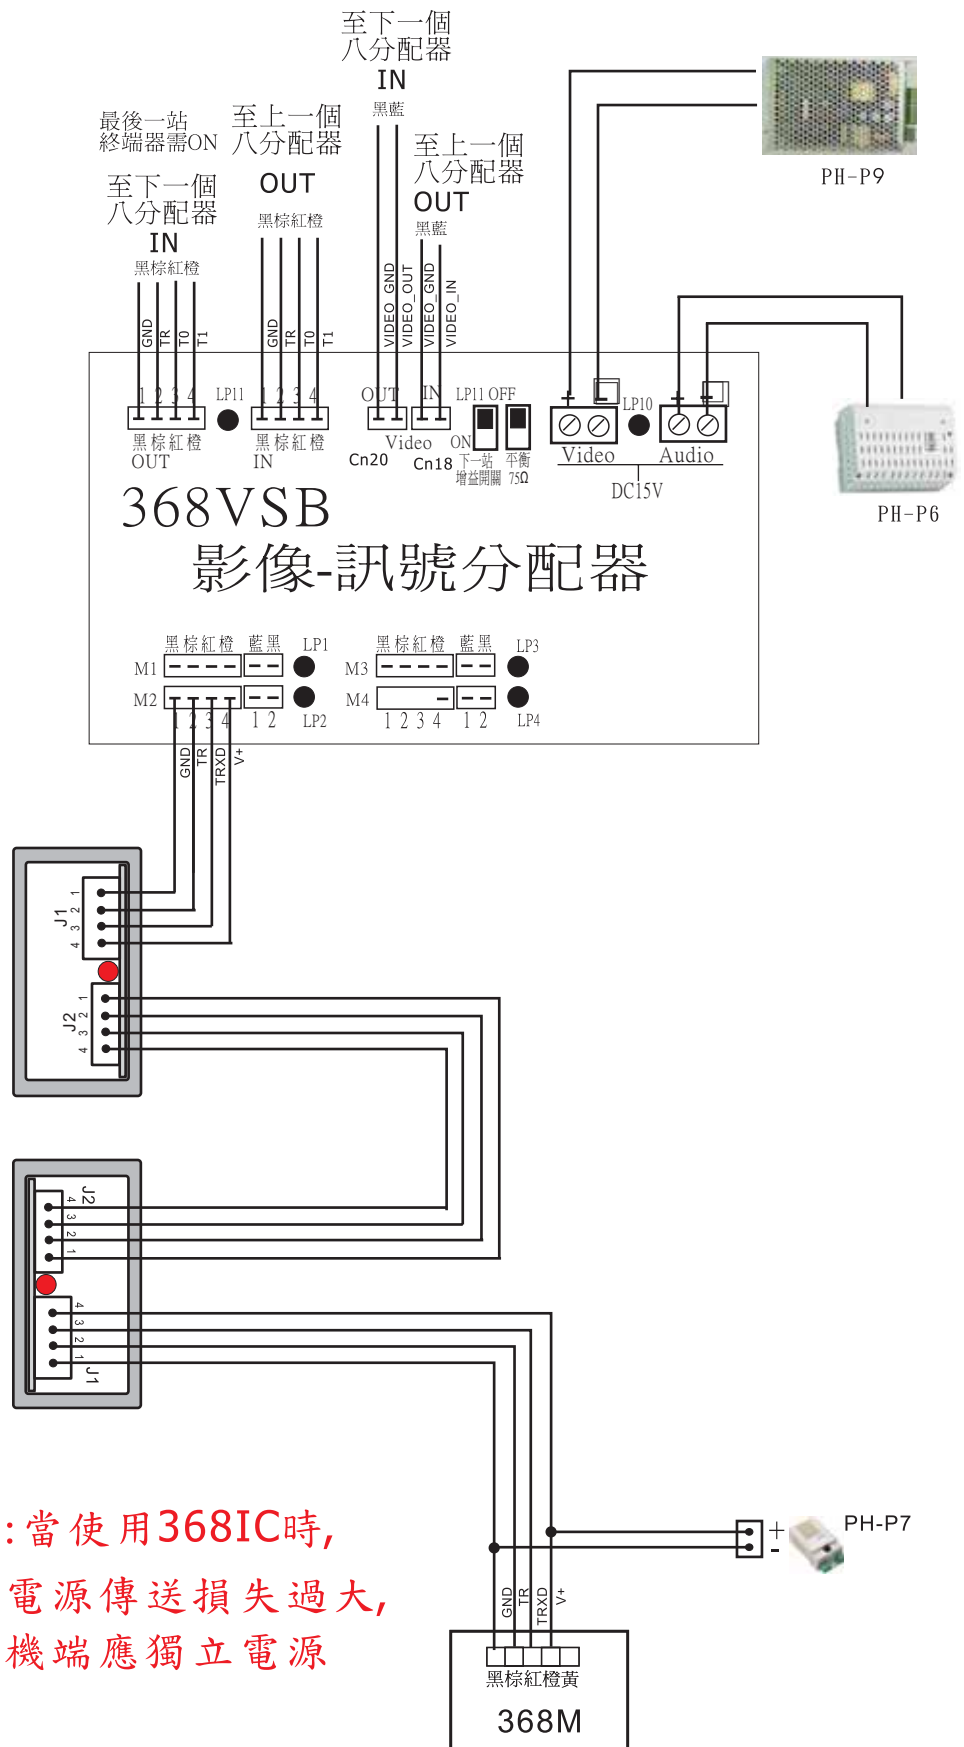 至下一個
八分配器
IN
黑藍
最後一站
終端器需ON
至上一個
八分配器
OUT
黑棕紅橙
至上一個
八分配器
OUT
黑藍
至下一個
八分配器
IN
黑棕紅橙
PH-P9
GND
TR
T0
T1
GND
TR
T0
T1
VIDEO_GND
VIDEO_OUT
VIDEO_GND
VIDEO_IN
1 2 3 4
LP11
1 2 3 4
OUT
IN
LP11 OFF
+ -
LP10
+ -
黑棕紅橙
OUT
黑棕紅橙
IN
Video
Cn20
Cn18
ON
下一站
增益開關
平衡
75Ω
Video
Audio
DC15V
PH-P6
368VSB
影像-訊號分配器
黑棕紅橙
藍黑
LP1
黑棕紅橙
藍黑
LP3
M1
M3
M2
M4
1 2 3 4
1 2
LP2
1 2 3 4
1 2
LP4
GND
TR
TRXD
V+
J1
1
2
3
4
J2
1
2
3
4
J2
4
3
2
1
J1
4
3
2
1
:當使用368IC時,
電源傳送損失過大,
機端應獨立電源
+
-
PH-P7
GND
TRXD
V+
黑棕紅橙黃
368M